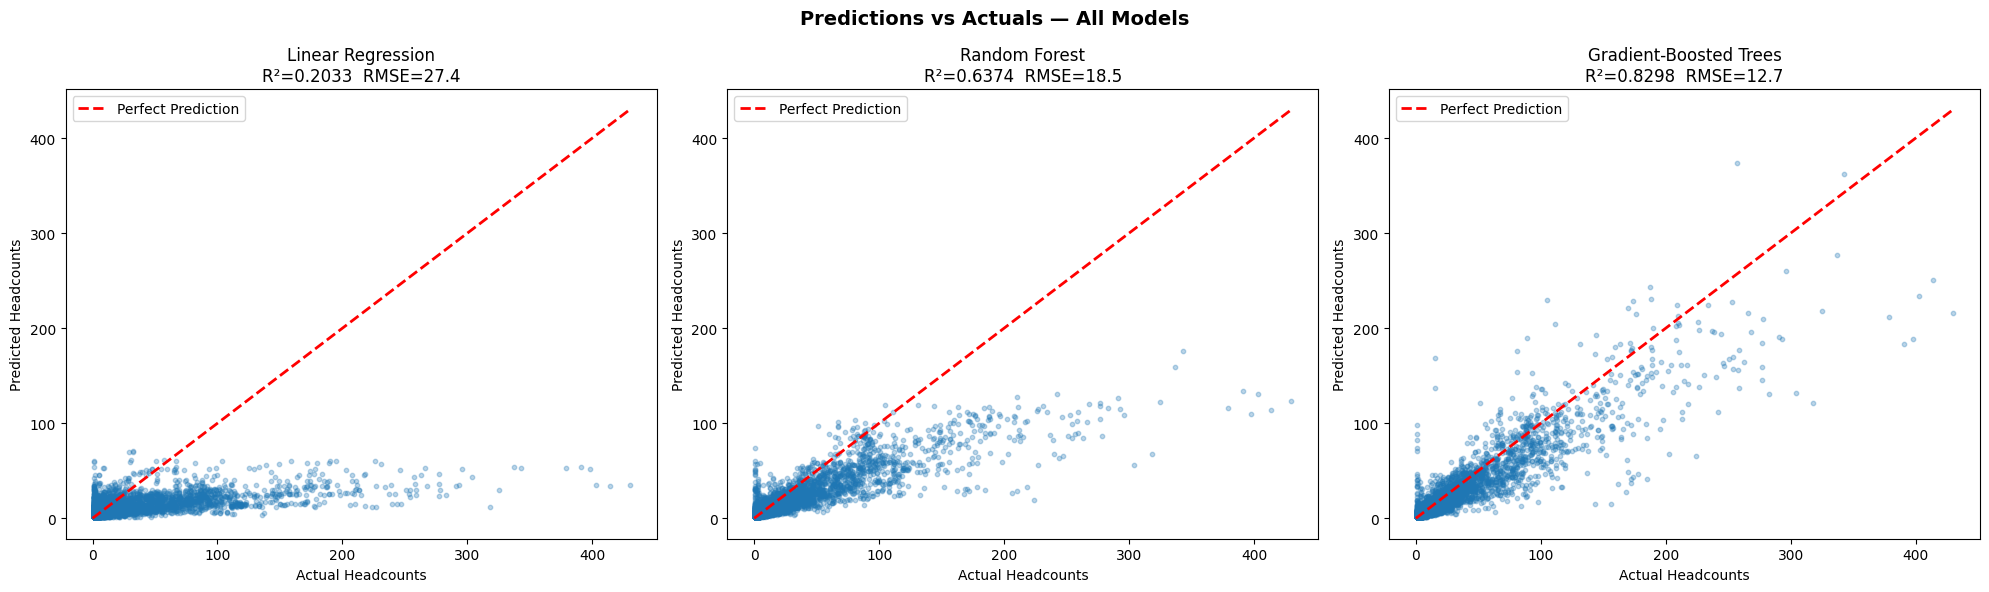 Predictions vs Actuals — All Models
Linear Regression
R²=0.2033  RMSE=27.4
Perfect Prediction
400
300
200
100
0
Predicted Headcounts
0 100 200 300 400
Actual Headcounts
Random Forest
R²=0.6374  RMSE=18.5
Perfect Prediction
400
300
200
100
0
Predicted Headcounts
0 100 200 300 400
Actual Headcounts
Gradient-Boosted Trees
R²=0.8298  RMSE=12.7
Perfect Prediction
400
300
200
100
0
Predicted Headcounts
0 100 200 300 400
Actual Headcounts